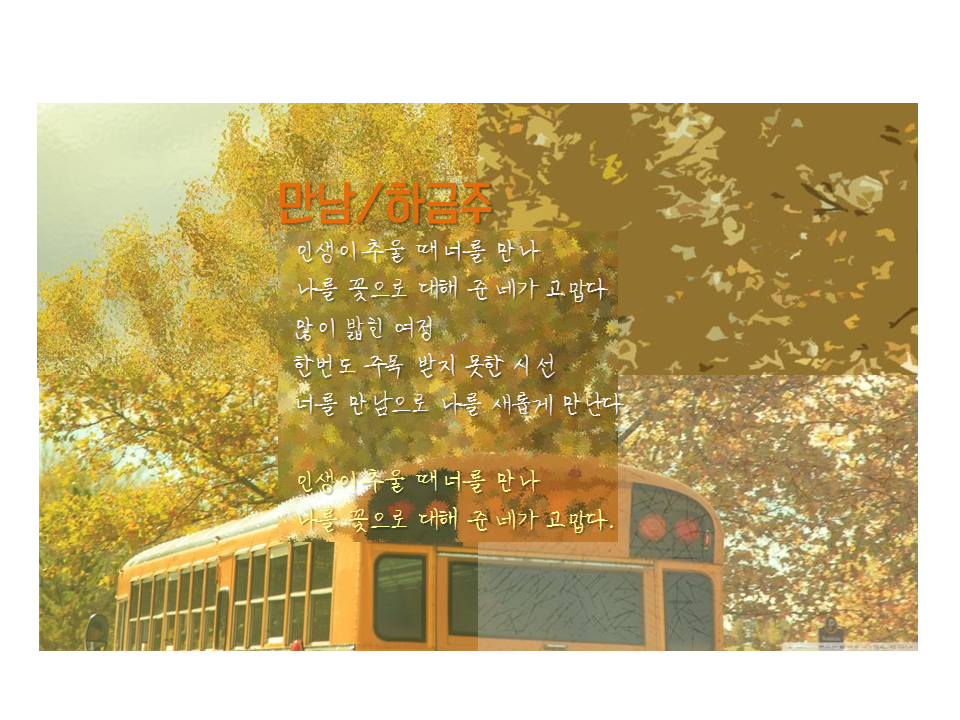 만남/하금주
인생이 추울 때 너를 만나
나를 꽃으로 대해 준 네가 고맙다
많이 밟힌 여정
한번도 주목 받지 못한 시선
너를 만남으로 나를 새롭게 만난다
인생이 추울 때 너를 만나
나를 꽃으로 대해 준 네가 고맙다.